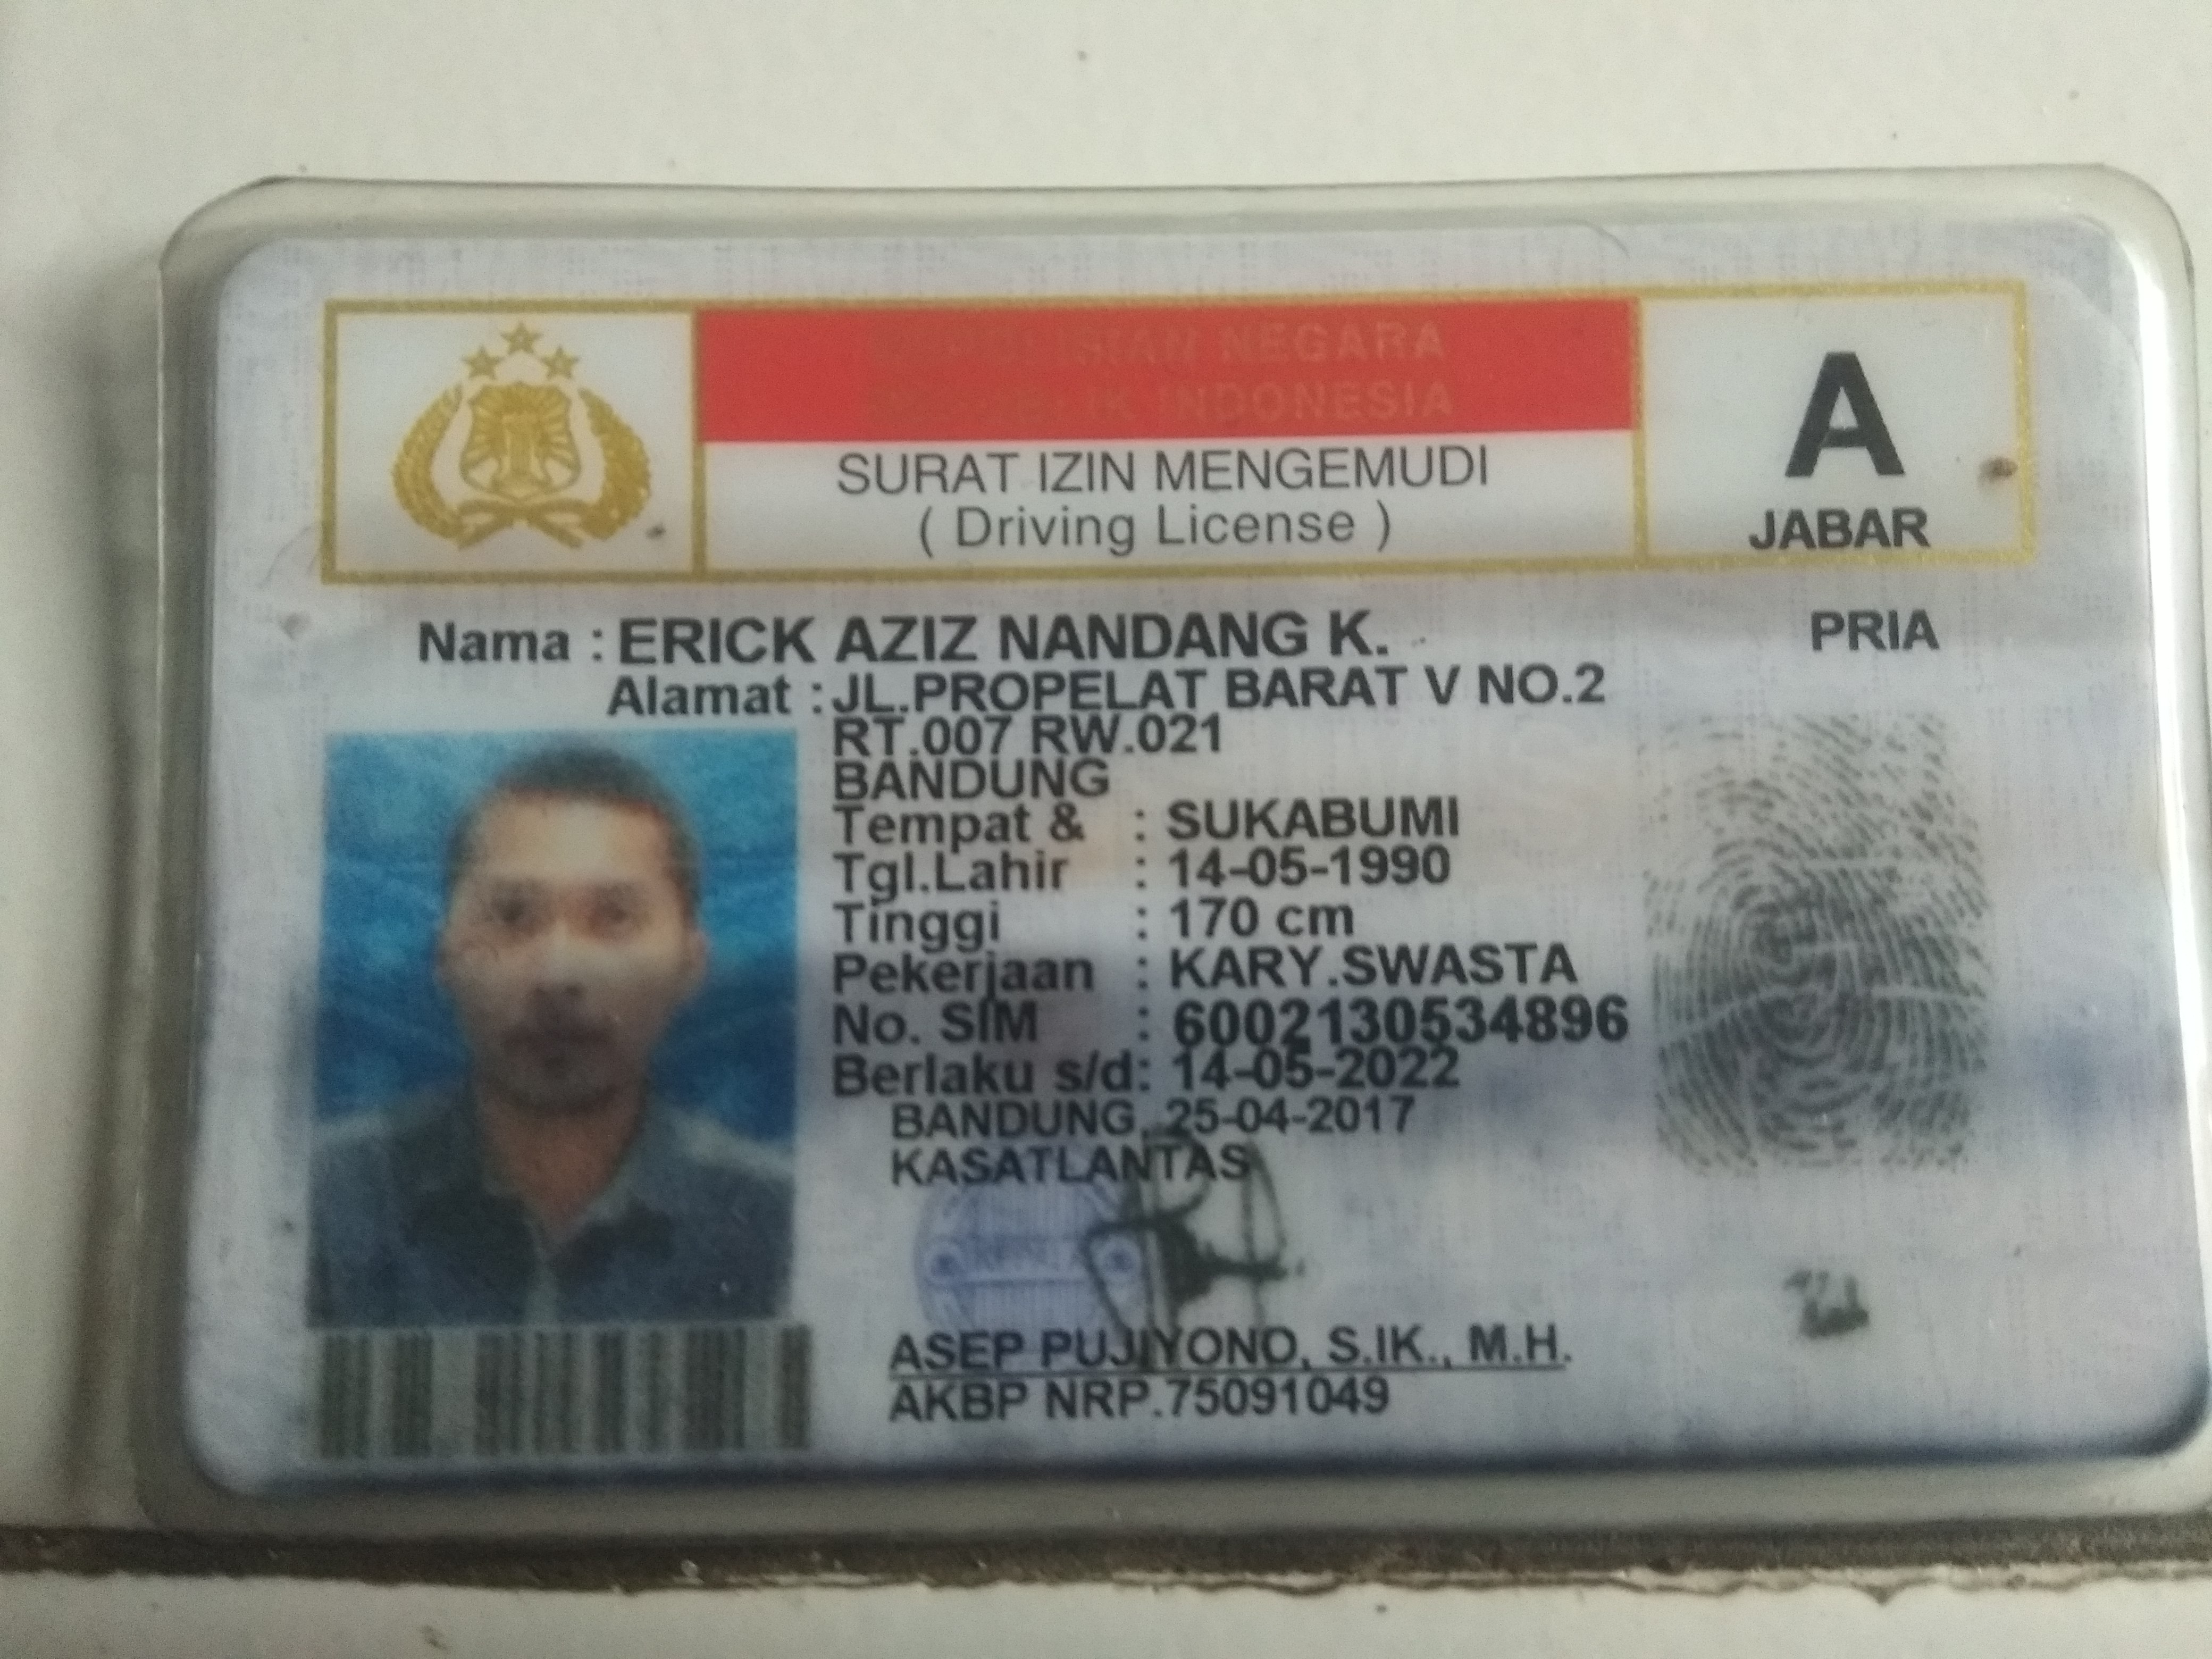 KEPOLISIAN NEGARA
REPUBLIK INDONESIA
SURAT IZIN MENGEMUDI
( Driving License )
A
JABAR
Nama : ERICK AZIZ NANDANG K.
PRIA
Alamat : JL.PROPELAT BARAT V NO.2
RT.007 RW.021
BANDUNG
Tempat & : SUKABUMI
Tgl.Lahir : 14-05-1990
Tinggi : 170 cm
Pekerjaan : KARY.SWASTA
No. SIM : 6002130534896
Berlaku s/d: 14-05-2022
BANDUNG, 25-04-2017
KASATLANTAS
ASEP PUJIYONO, S.IK., M.H.
AKBP NRP.75091049